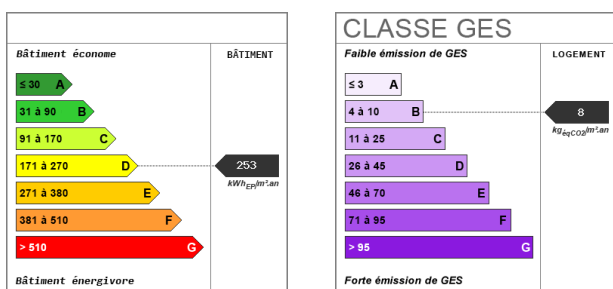 Bâtiment économe
BÂTIMENT
≤ 30 A
31 à 90 B
91 à 170 C
171 à 270 D
253
kWhEP/m².an
271 à 380 E
381 à 510 F
> 510 G
Bâtiment énergivore
CLASSE GES
Faible émission de GES
LOGEMENT
≤ 3 A
4 à 10 B
8
kgéqCO2/m².an
11 à 25 C
26 à 45 D
46 à 70 E
71 à 95 F
> 95 G
Forte émission de GES